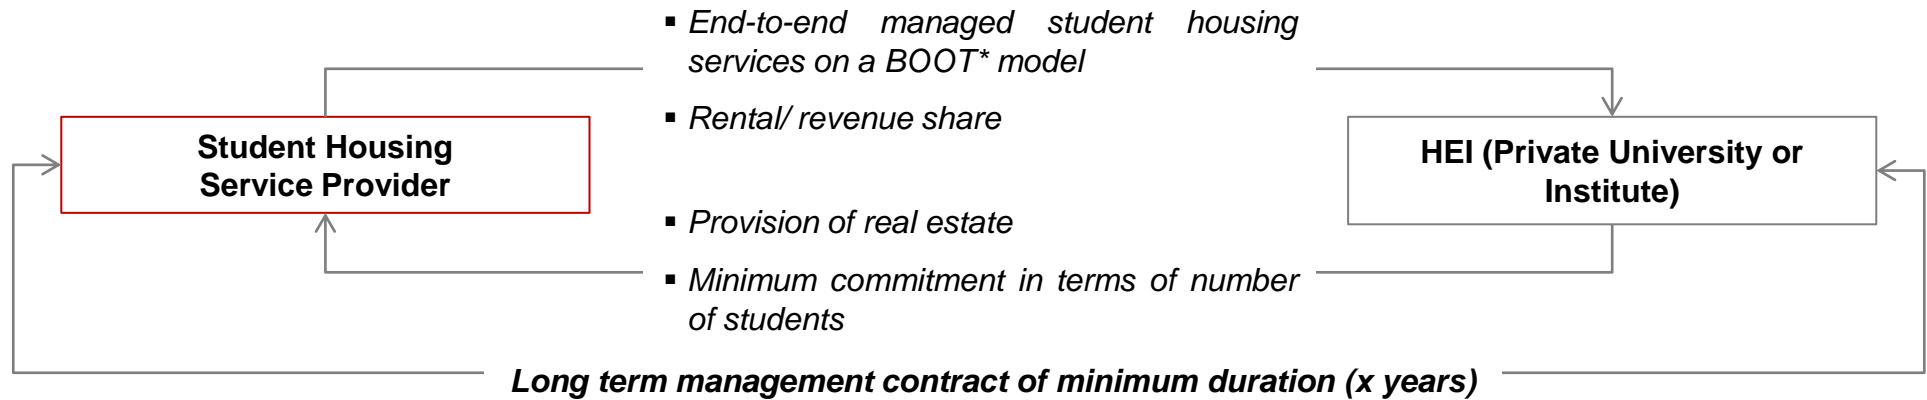 ▪ End-to-end managed student housing
services on a BOOT* model
▪ Rental/ revenue share
Student Housing
Service Provider
HEI (Private University or
Institute)
▪ Provision of real estate
▪ Minimum commitment in terms of number
of students
Long term management contract of minimum duration (x years)